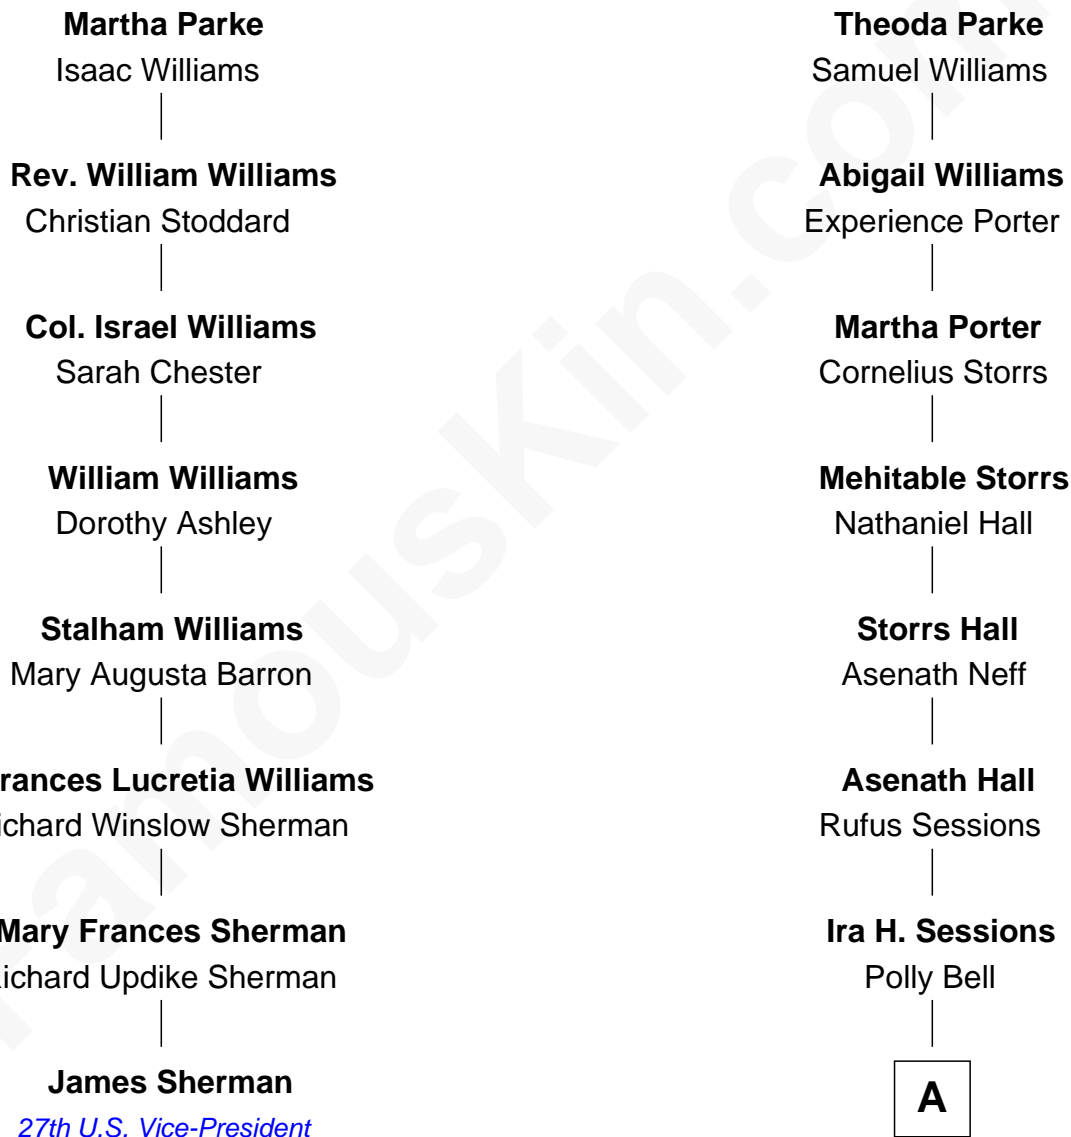 Martha Parke
Isaac Williams
Rev. William Williams
Christian Stoddard
Col. Israel Williams
Sarah Chester
William Williams
Dorothy Ashley
Stalham Williams
Mary Augusta Barron
rances Lucretia Williams
ichard Winslow Sherman
Mary Frances Sherman
ichard Updike Sherman
James Sherman
27th U.S. Vice-President
Theoda Parke
Samuel Williams
Abigail Williams
Experience Porter
Martha Porter
Cornelius Storrs
Mehitable Storrs
Nathaniel Hall
Storrs Hall
Asenath Neff
Asenath Hall
Rufus Sessions
Ira H. Sessions
Polly Bell
A
FamousKin.com